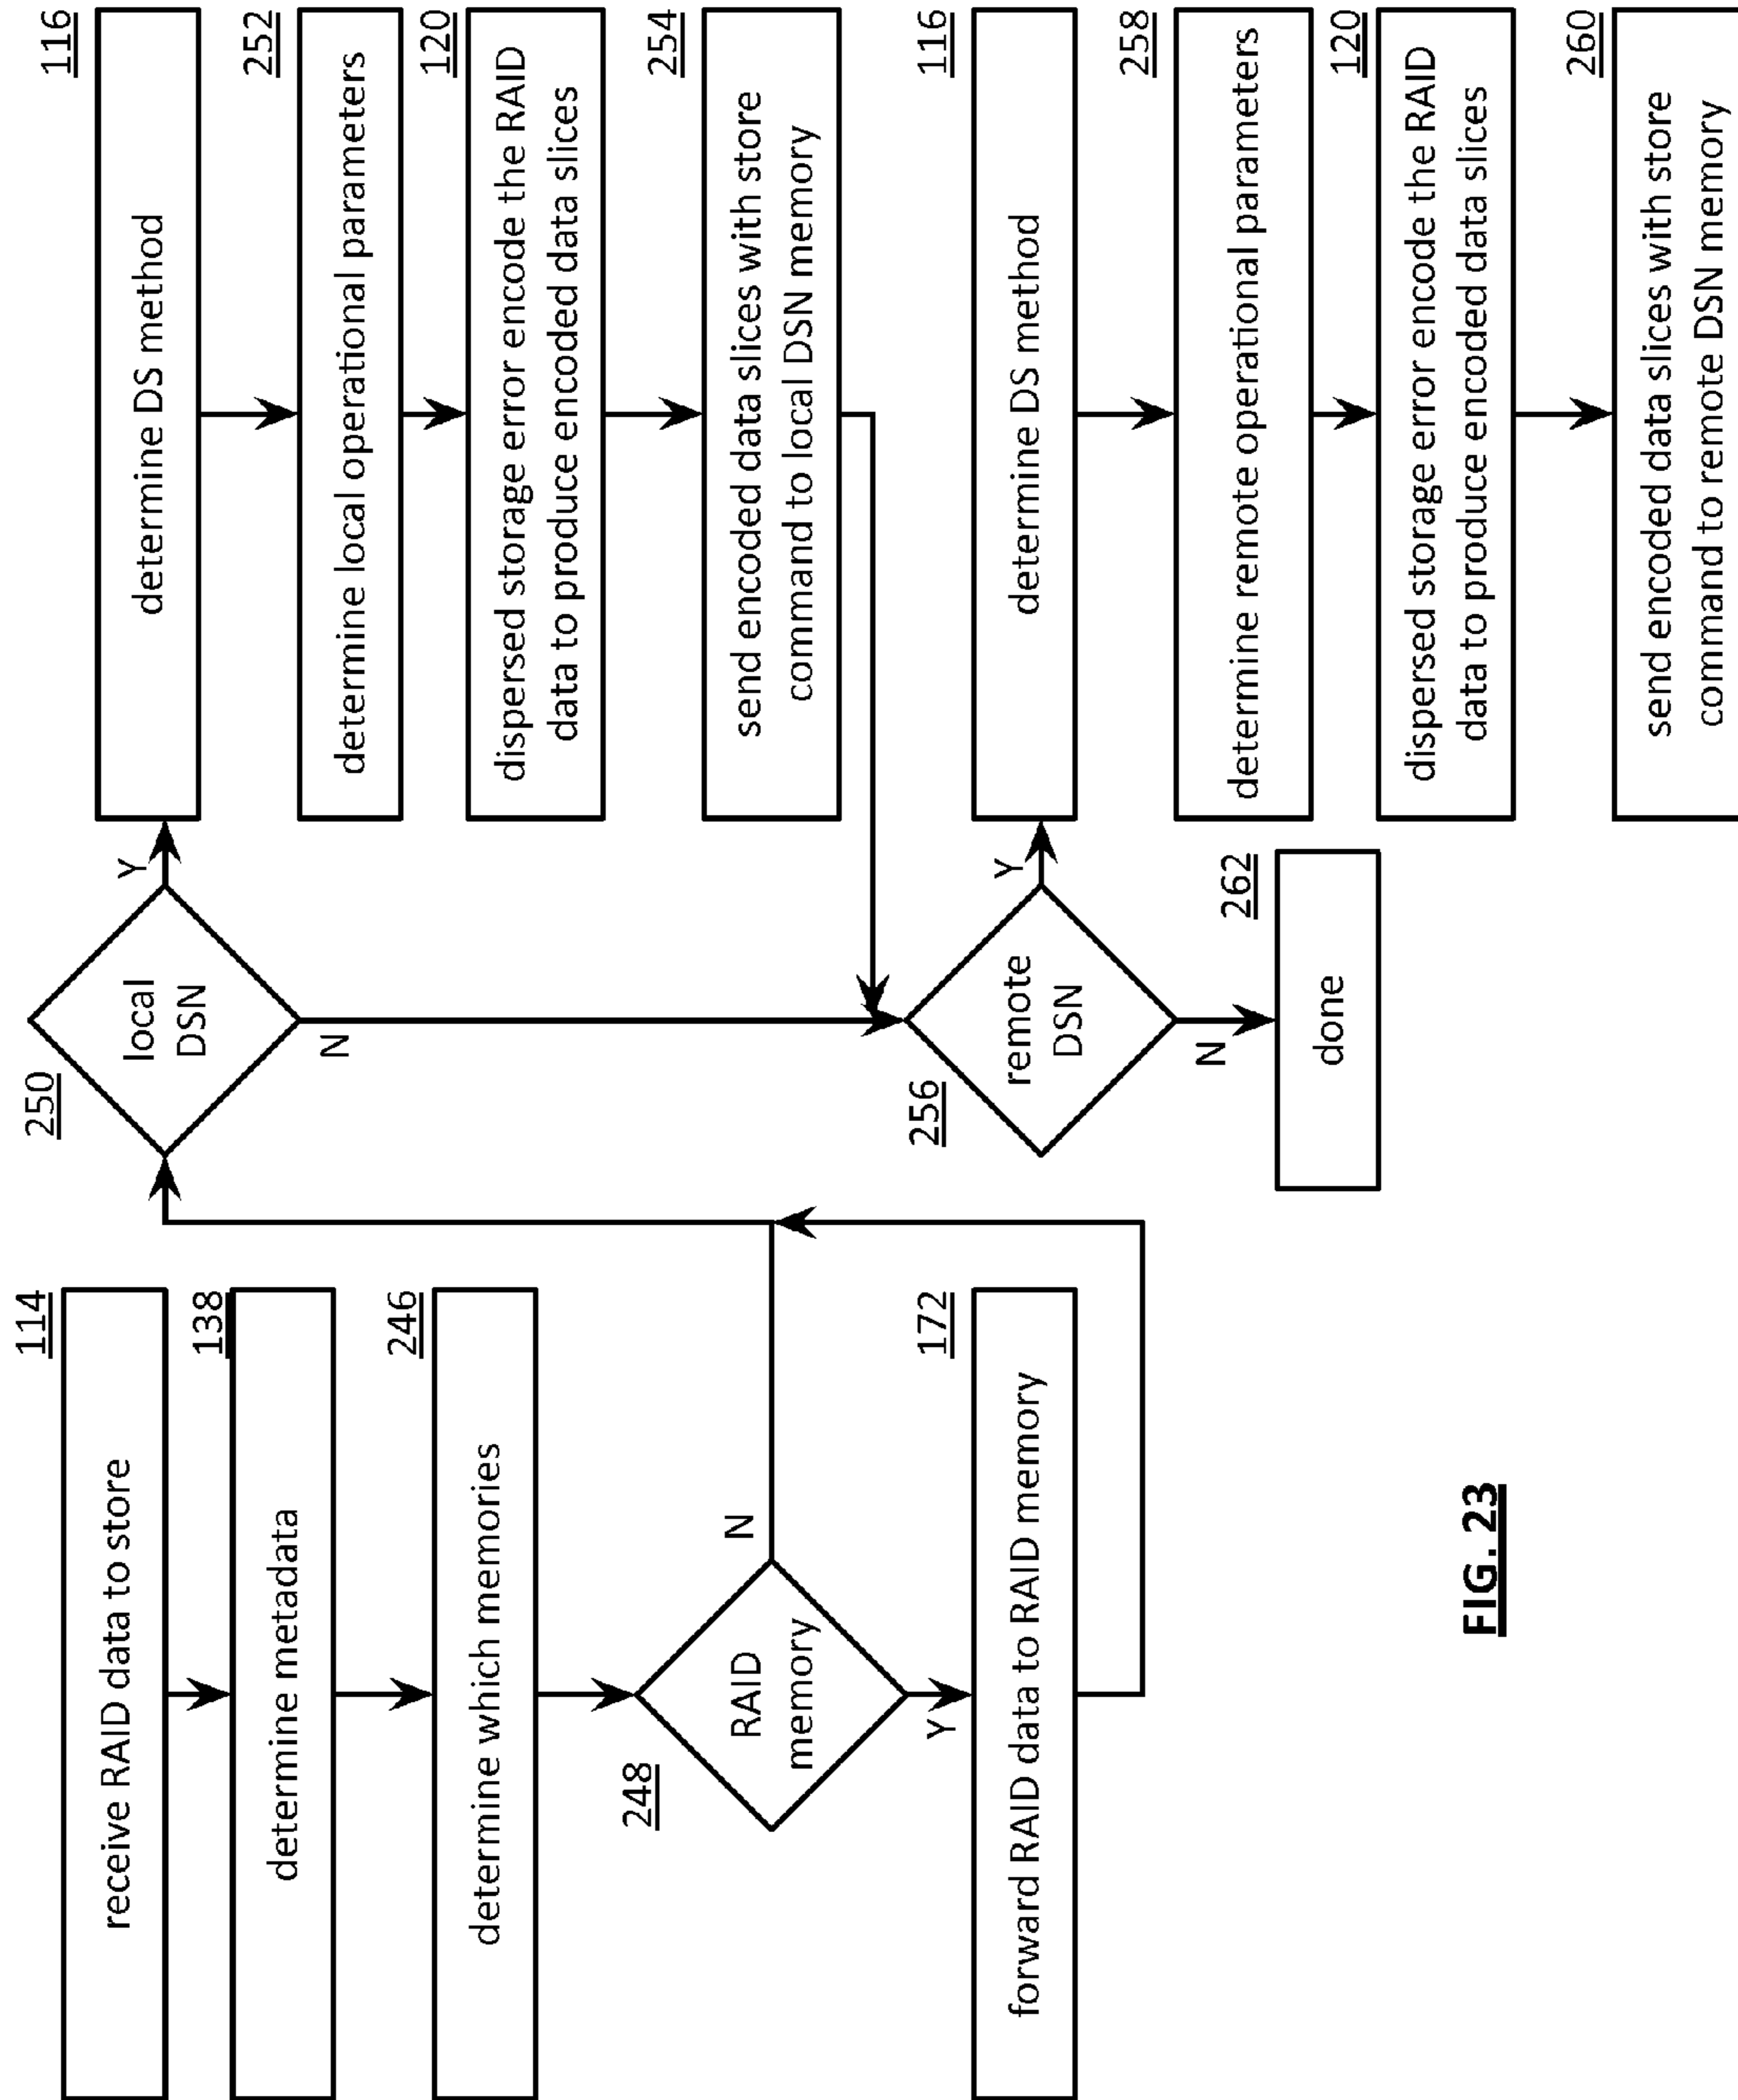 114
receive RAID data to store
138
determine metadata
246
determine which memories
248
RAID
memory
N
Y
172
forward RAID data to RAID memory
250
local
DSN
Y
N
116
determine DS method
252
determine local operational parameters
120
dispersed storage error encode the RAID
data to produce encoded data slices
254
send encoded data slices with store
command to local DSN memory
256
remote
DSN
Y
N
262
done
116
determine DS method
258
determine remote operational parameters
120
dispersed storage error encode the RAID
data to produce encoded data slices
260
send encoded data slices with store
command to remote DSN memory
FIG. 23